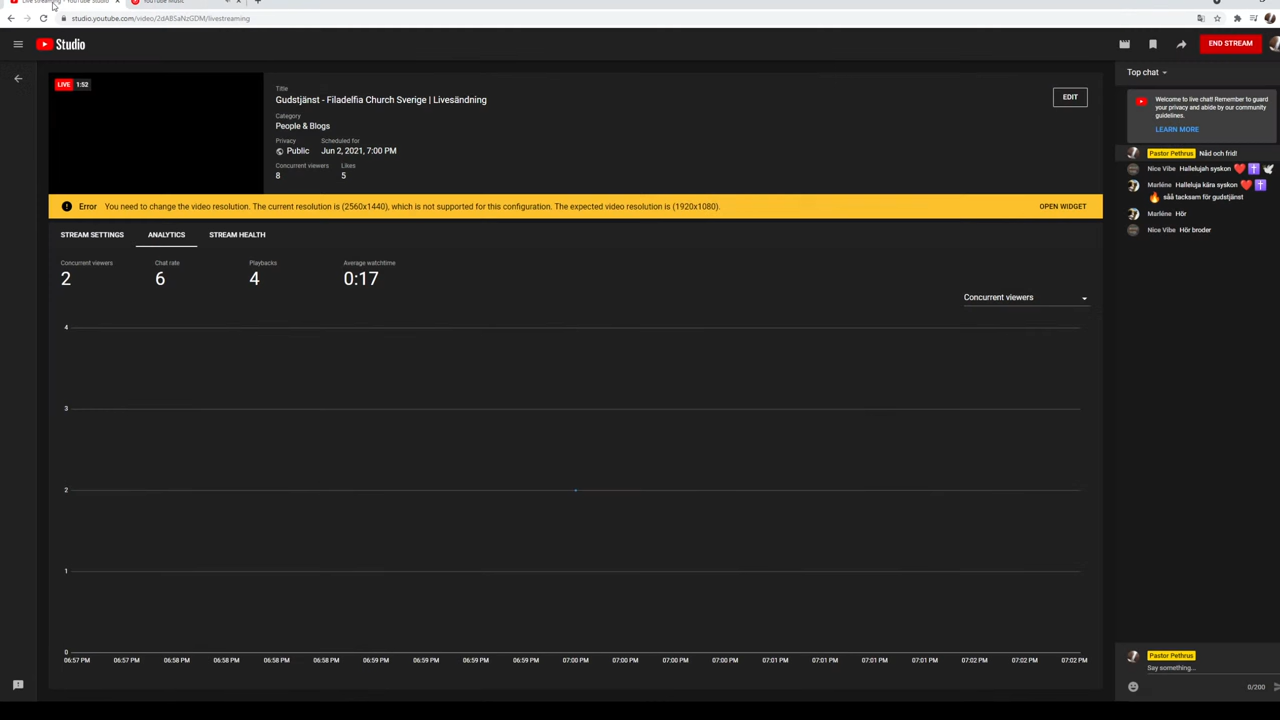 Live streaming - YouTube Studio
YouTube Music
studio.youtube.com/video/2dABSaNzGDM/livestreaming
Studio
END STREAM
LIVE 1:52
Title
Gudstjänst - Filadelfia Church Sverige | Livesändning
EDIT
Category
People & Blogs
Privacy
Public
Scheduled for
Jun 2, 2021, 7:00 PM
Concurrent viewers
8
Likes
5
Error You need to change the video resolution. The current resolution is (2560x1440), which is not supported for this configuration. The expected video resolution is (1920x1080).
OPEN WIDGET
STREAM SETTINGS
ANALYTICS
STREAM HEALTH
Concurrent viewers
2
Chat rate
6
Playbacks
4
Average watchtime
0:17
Concurrent viewers
4
3
2
1
0
06:57 PM 06:57 PM 06:58 PM 06:58 PM 06:58 PM 06:58 PM 06:59 PM 06:59 PM 06:59 PM 06:59 PM 07:00 PM 07:00 PM 07:00 PM 07:00 PM 07:01 PM 07:01 PM 07:01 PM 07:01 PM 07:02 PM 07:02 PM 07:02 PM
Top chat
Welcome to live chat! Remember to guard
your privacy and abide by our community
guidelines.
LEARN MORE
Pastor Pethrus Nåd och frid!
Nice Vibe Hallelujah syskon ❤️ ✝️ 🕊️
Marléne Halleluja kära syskon ❤️ ✝️
🔥 såå tacksam för gudstjänst
Marléne Hör
Nice Vibe Hör broder
Pastor Pethrus
Say something...
0/200